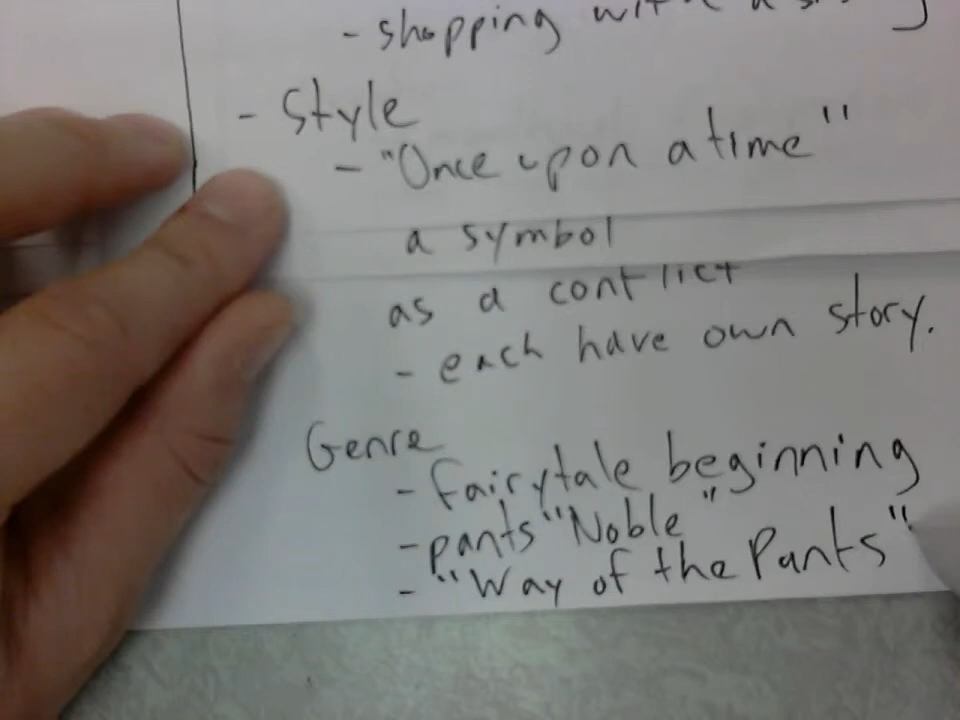 - shopping with a
- Style
- "Once upon a time"
a symbol
as a conflict
- each have own story.
Genre
- Fairytale beginning
- pants "Noble"
- "Way of the Pants"